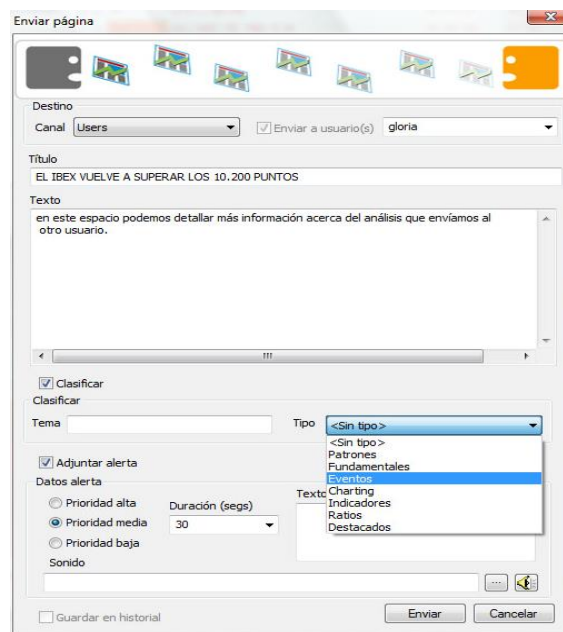 Enviar página
Destino
Canal Users Enviar a usuario(s) gloria
Título
EL IBEX VUELVE A SUPERAR LOS 10.200 PUNTOS
Texto
en este espacio podemos detallar más información acerca del análisis que envíamos al
otro usuario.
Clasificar
Clasificar
Tema Tipo <Sin tipo>
<Sin tipo>
Patrones
Fundamentales
Eventos
Charting
Indicadores
Ratios
Destacados
Adjuntar alerta
Datos alerta
Prioridad alta Duración (segs) Texto
Prioridad media 30
Prioridad baja
Sonido
...
Guardar en historial Enviar Cancelar